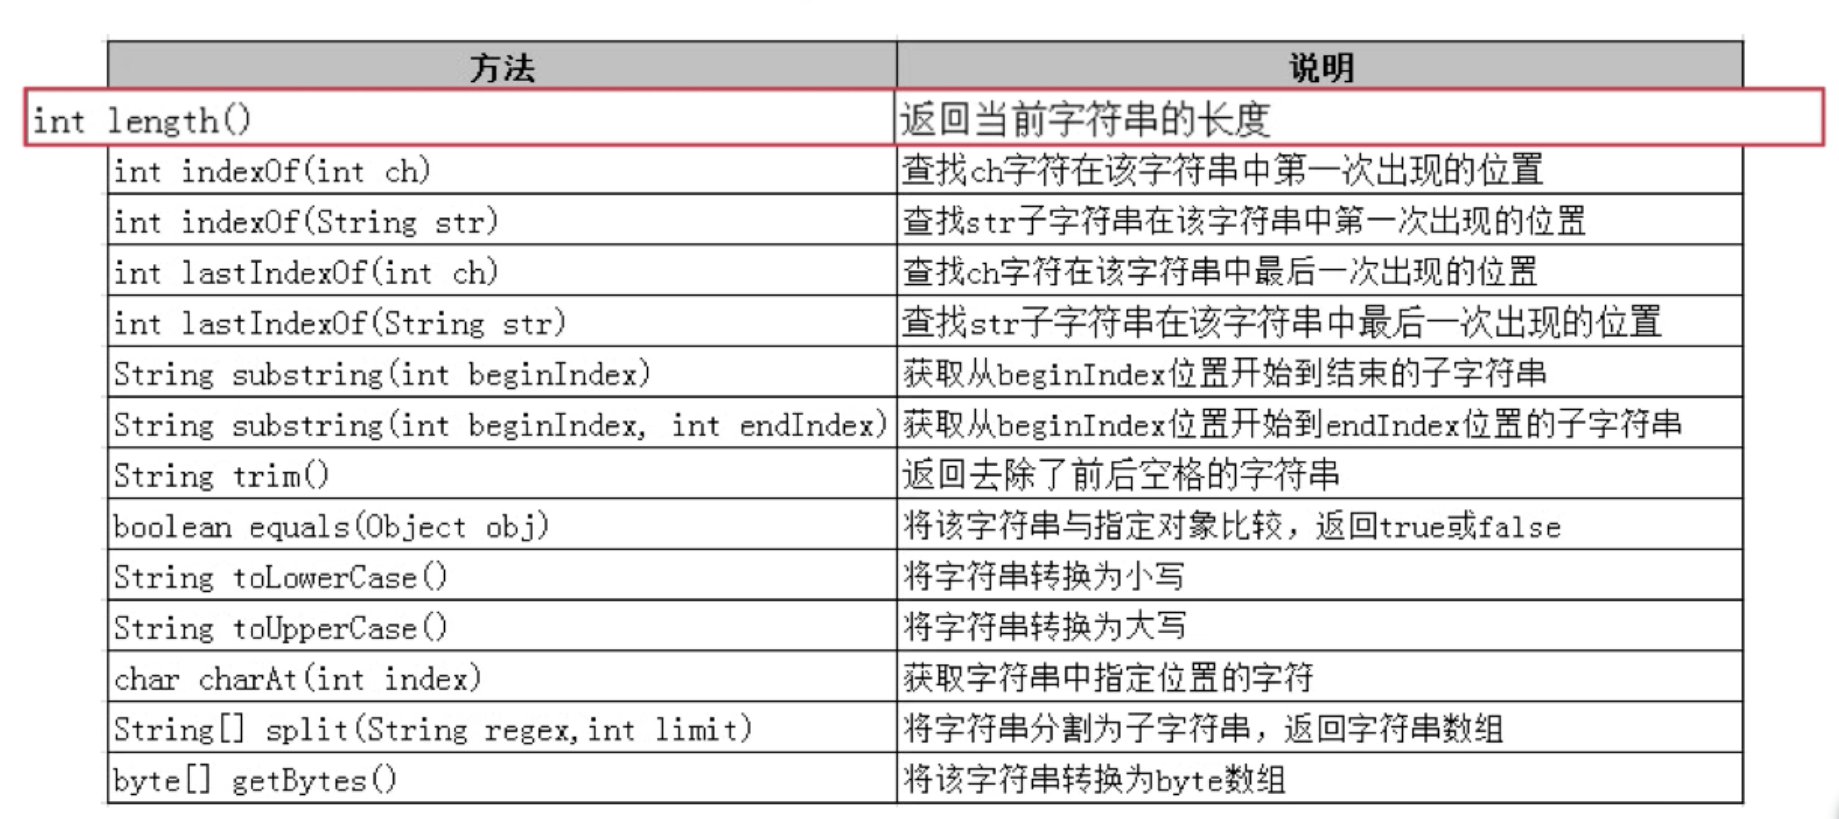 方法 说明
int length() 返回当前字符串的长度
int indexOf(int ch) 查找ch字符在该字符串中第一次出现的位置
int indexOf(String str) 查找str子字符串在该字符串中第一次出现的位置
int lastIndexOf(int ch) 查找ch字符在该字符串中最后一次出现的位置
int lastIndexOf(String str) 查找str子字符串在该字符串中最后一次出现的位置
String substring(int beginIndex) 获取从beginIndex位置开始到结束的子字符串
String substring(int beginIndex, int endIndex) 获取从beginIndex位置开始到endIndex位置的子字符串
String trim() 返回去除了前后空格的字符串
boolean equals(Object obj) 将该字符串与指定对象比较，返回true或false
String toLowerCase() 将字符串转换为小写
String toUpperCase() 将字符串转换为大写
char charAt(int index) 获取字符串中指定位置的字符
String[] split(String regex,int limit) 将字符串分割为子字符串，返回字符串数组
byte[] getBytes() 将该字符串转换为byte数组